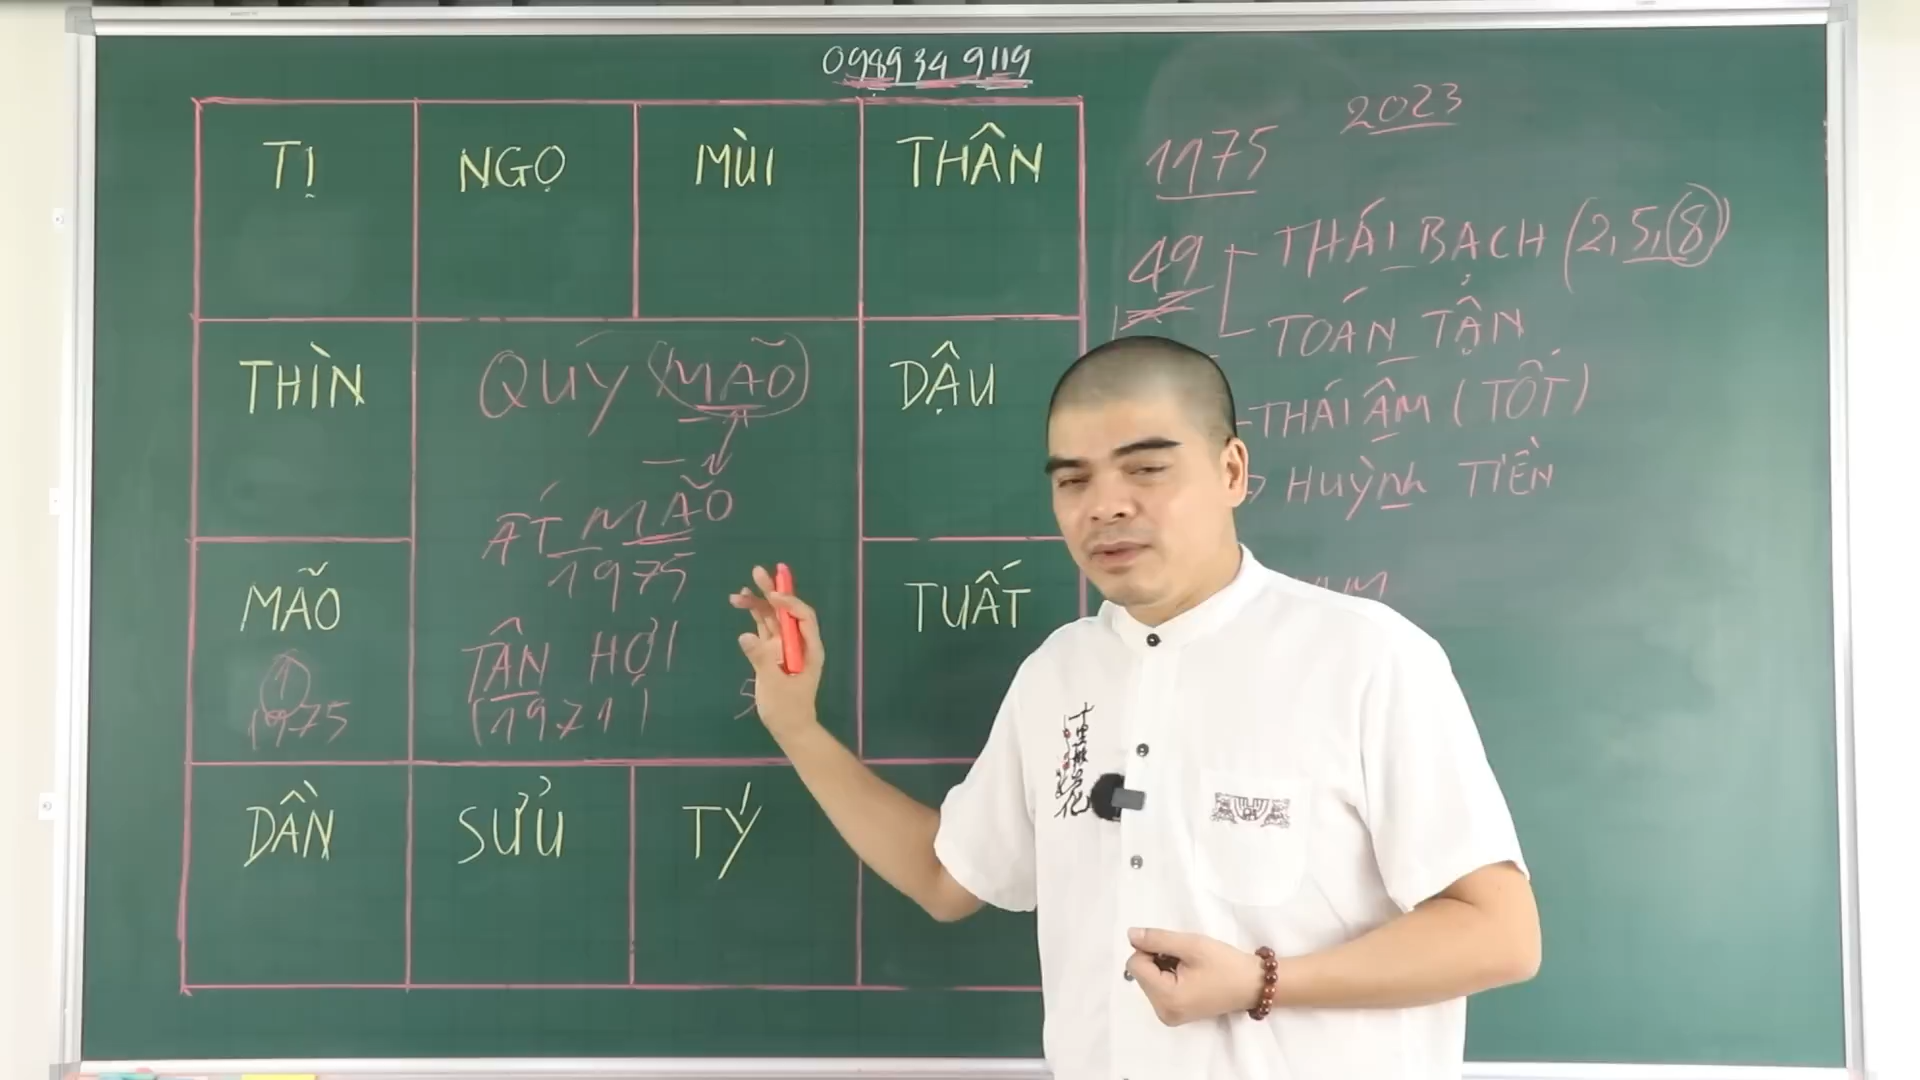 0989 34 9119
TỊ NGỌ MÙI THÂN
THÌN DẬU
MÃO TUẤT
1
1975
DẦN SỬU TÝ
QUÝ (MÃO)
ẤT MÃO
1975
TÂN HỢI
(1971)
5
2023
1975
49
THÁI BẠCH (2, 5, 8)
TOÁN TẬN
THÁI ÂM (TỐT)
HUỲNH TIỀN